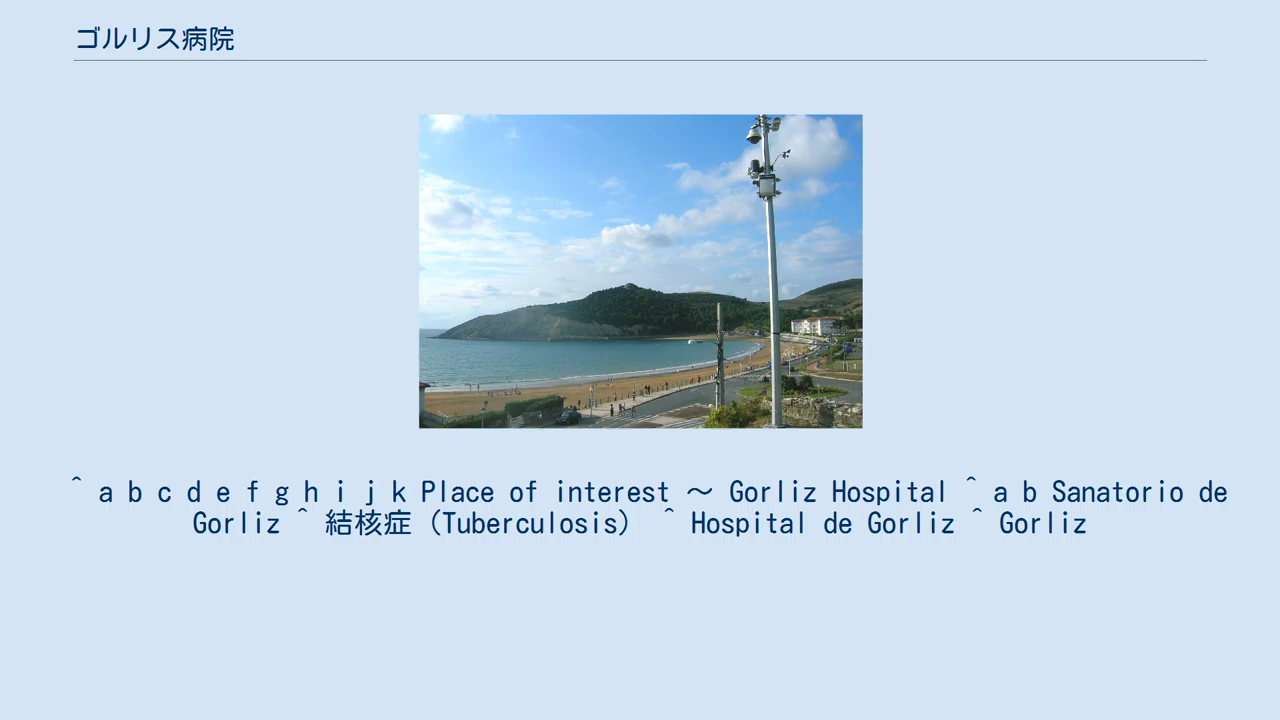 ゴルリス病院
^ a b c d e f g h i j k Place of interest ～ Gorliz Hospital ^ a b Sanatorio de
Gorliz ^ 結核症（Tuberculosis） ^ Hospital de Gorliz ^ Gorliz